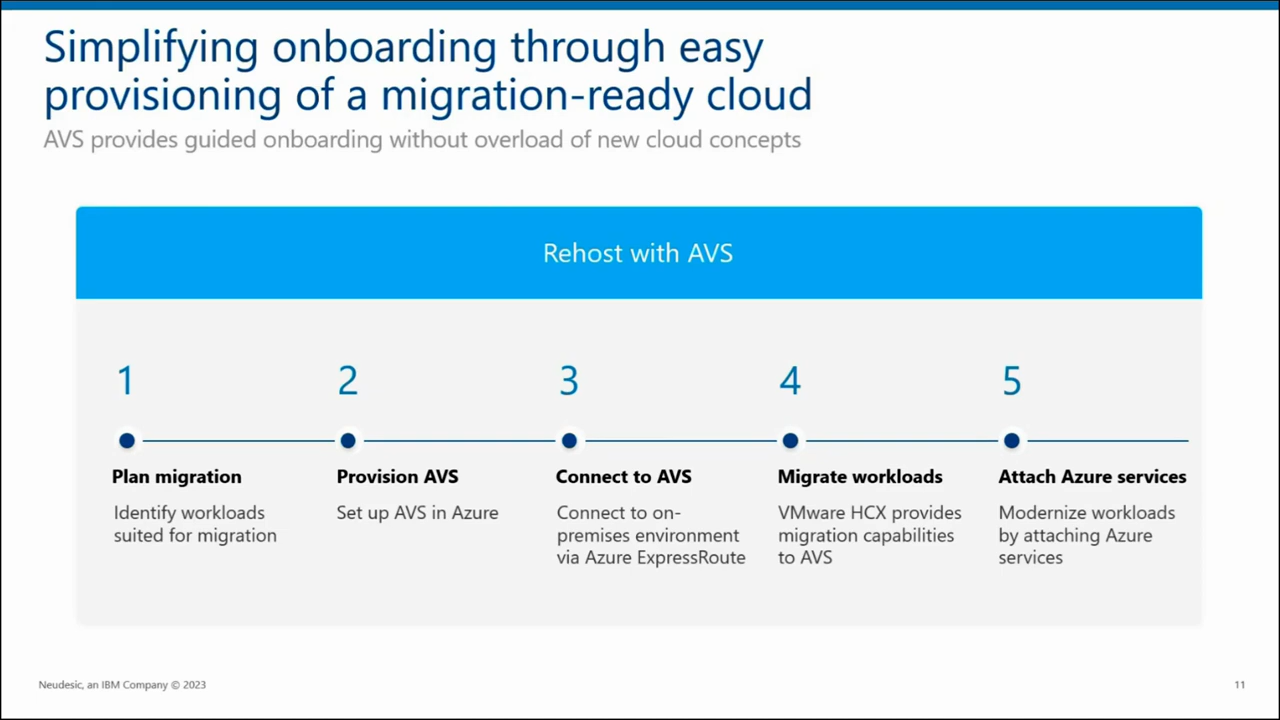 Simplifying onboarding through easy
provisioning of a migration-ready cloud
AVS provides guided onboarding without overload of new cloud concepts
Rehost with AVS
1
Plan migration
Identify workloads
suited for migration
2
Provision AVS
Set up AVS in Azure
3
Connect to AVS
Connect to on-
premises environment
via Azure ExpressRoute
4
Migrate workloads
VMware HCX provides
migration capabilities
to AVS
5
Attach Azure services
Modernize workloads
by attaching Azure
services
Neudesic, an IBM Company © 2023
11